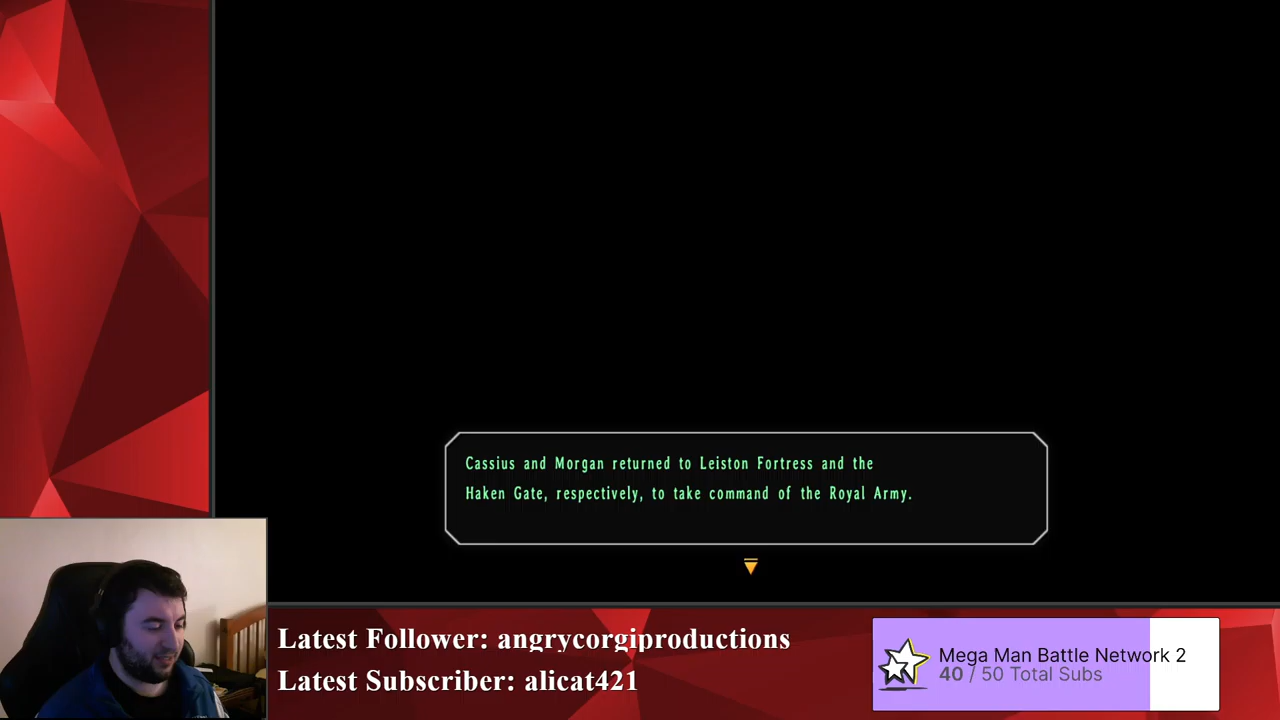 Cassius and Morgan returned to Leiston Fortress and the
Haken Gate, respectively, to take command of the Royal Army.
Latest Follower: angrycorgiproductions
Latest Subscriber: alicat421
Mega Man Battle Network 2
40 / 50 Total Subs